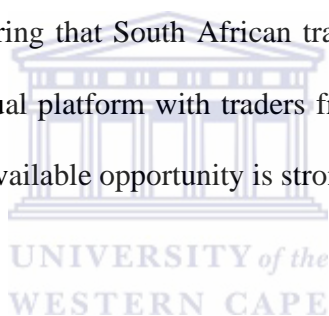 ring that South African tra
ual platform with traders fr
vailable opportunity is stro
UNIVERSITY of the
WESTERN CAPE